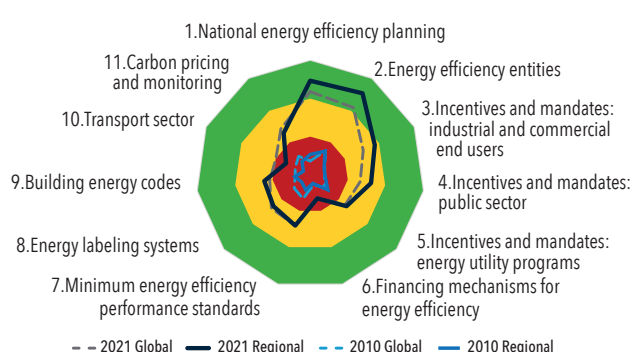 1.National energy efficiency planning
2.Energy efficiency entities
3.Incentives and mandates:
industrial and commercial
end users
4.Incentives and mandates:
public sector
5.Incentives and mandates:
energy utility programs
6.Financing mechanisms for
energy efficiency
7.Minimum energy efficiency
performance standards
8.Energy labeling systems
9.Building energy codes
10.Transport sector
11.Carbon pricing
and monitoring
2021 Global 2021 Regional 2010 Global 2010 Regional